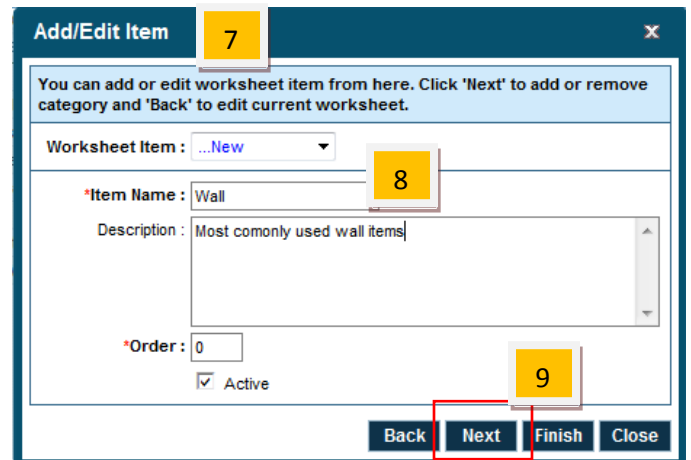 Add/Edit Item
7
x
You can add or edit worksheet item from here. Click 'Next' to add or remove
category and 'Back' to edit current worksheet.
Worksheet Item : ...New
8
*Item Name : Wall
Description : Most comonly used wall items
*Order : 0
Active
9
Back Next Finish Close